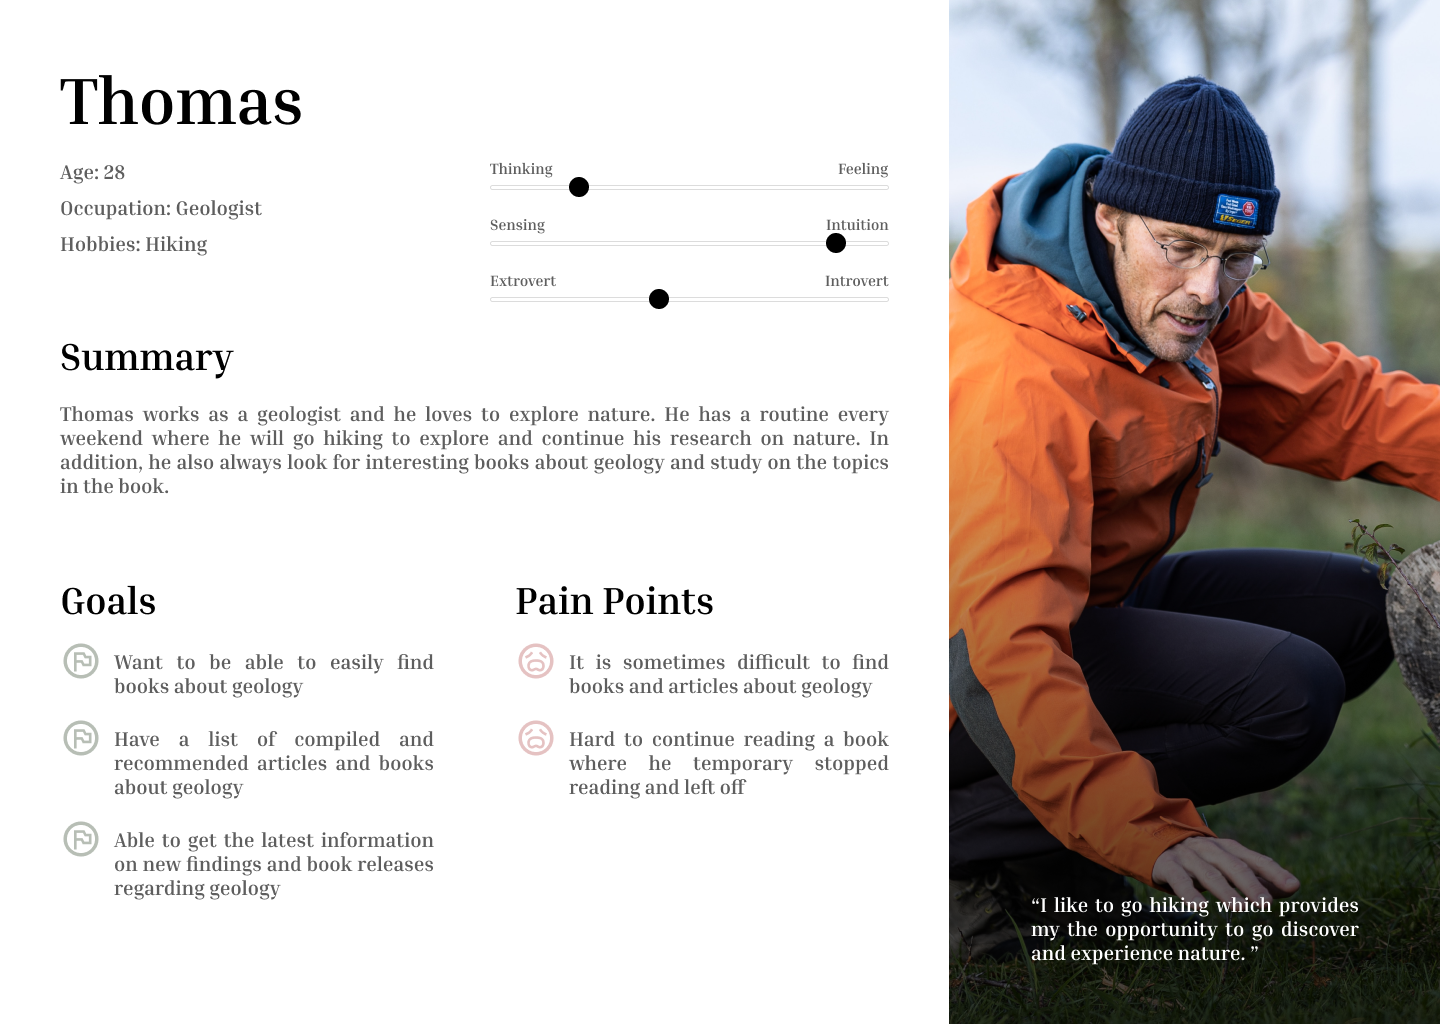 Thomas
Age: 28
Occupation: Geologist
Hobbies: Hiking
Thinking
Feeling
Sensing
Intuition
Extrovert
Introvert
Summary
Thomas works as a geologist and he loves to explore nature. He has a routine every
weekend where he will go hiking to explore and continue his research on nature. In
addition, he also always look for interesting books about geology and study on the topics
in the book.
Goals
Want to be able to easily find
books about geology
Have a list of compiled and
recommended articles and books
about geology
Able to get the latest information
on new findings and book releases
regarding geology
Pain Points
It is sometimes difficult to find
books and articles about geology
Hard to continue reading a book
where he temporary stopped
reading and left off
“I like to go hiking which provides
my the opportunity to go discover
and experience nature. ”